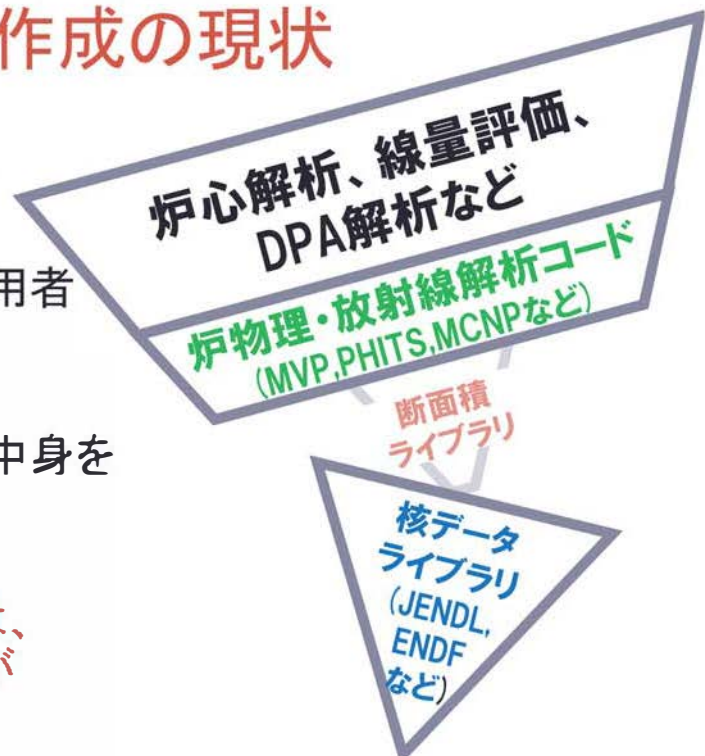 作成の現状
炉心解析、線量評価、
DPA解析など
用者
炉物理・放射線解析コード
(MVP,PHITS,MCNPなど)
断面積
ライブラリ
中身を
核データ
ライブラリ
(JENDL,
ENDF
など)
が